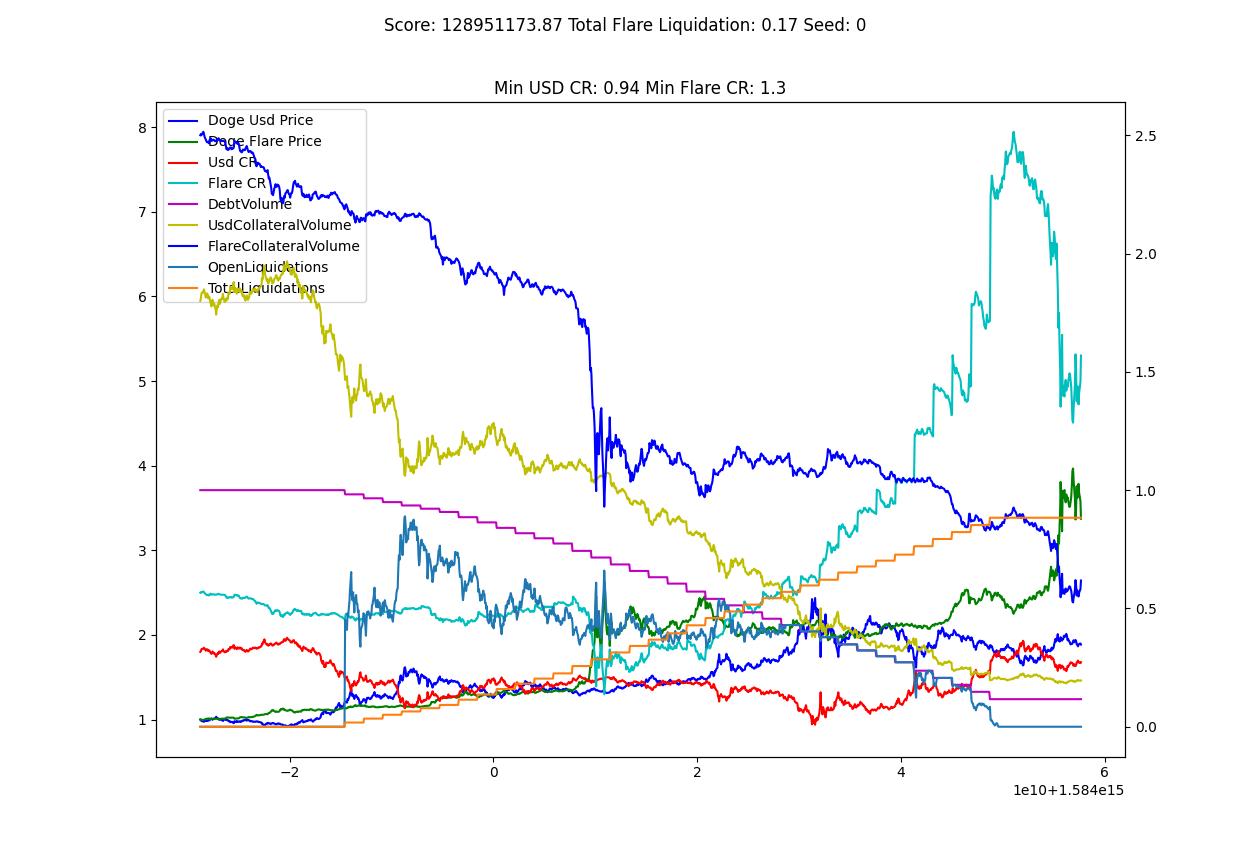 Score: 128951173.87 Total Flare Liquidation: 0.17 Seed: 0
Min USD CR: 0.94 Min Flare CR: 1.3
Doge Usd Price
Doge Flare Price
Usd CR
Flare CR
DebtVolume
UsdCollateralVolume
FlareCollateralVolume
OpenLiquidations
TotalLiquidations
8
7
6
5
4
3
2
1
2.5
2.0
1.5
1.0
0.5
0.0
−2
0
2
4
6
1e10+1.584e15